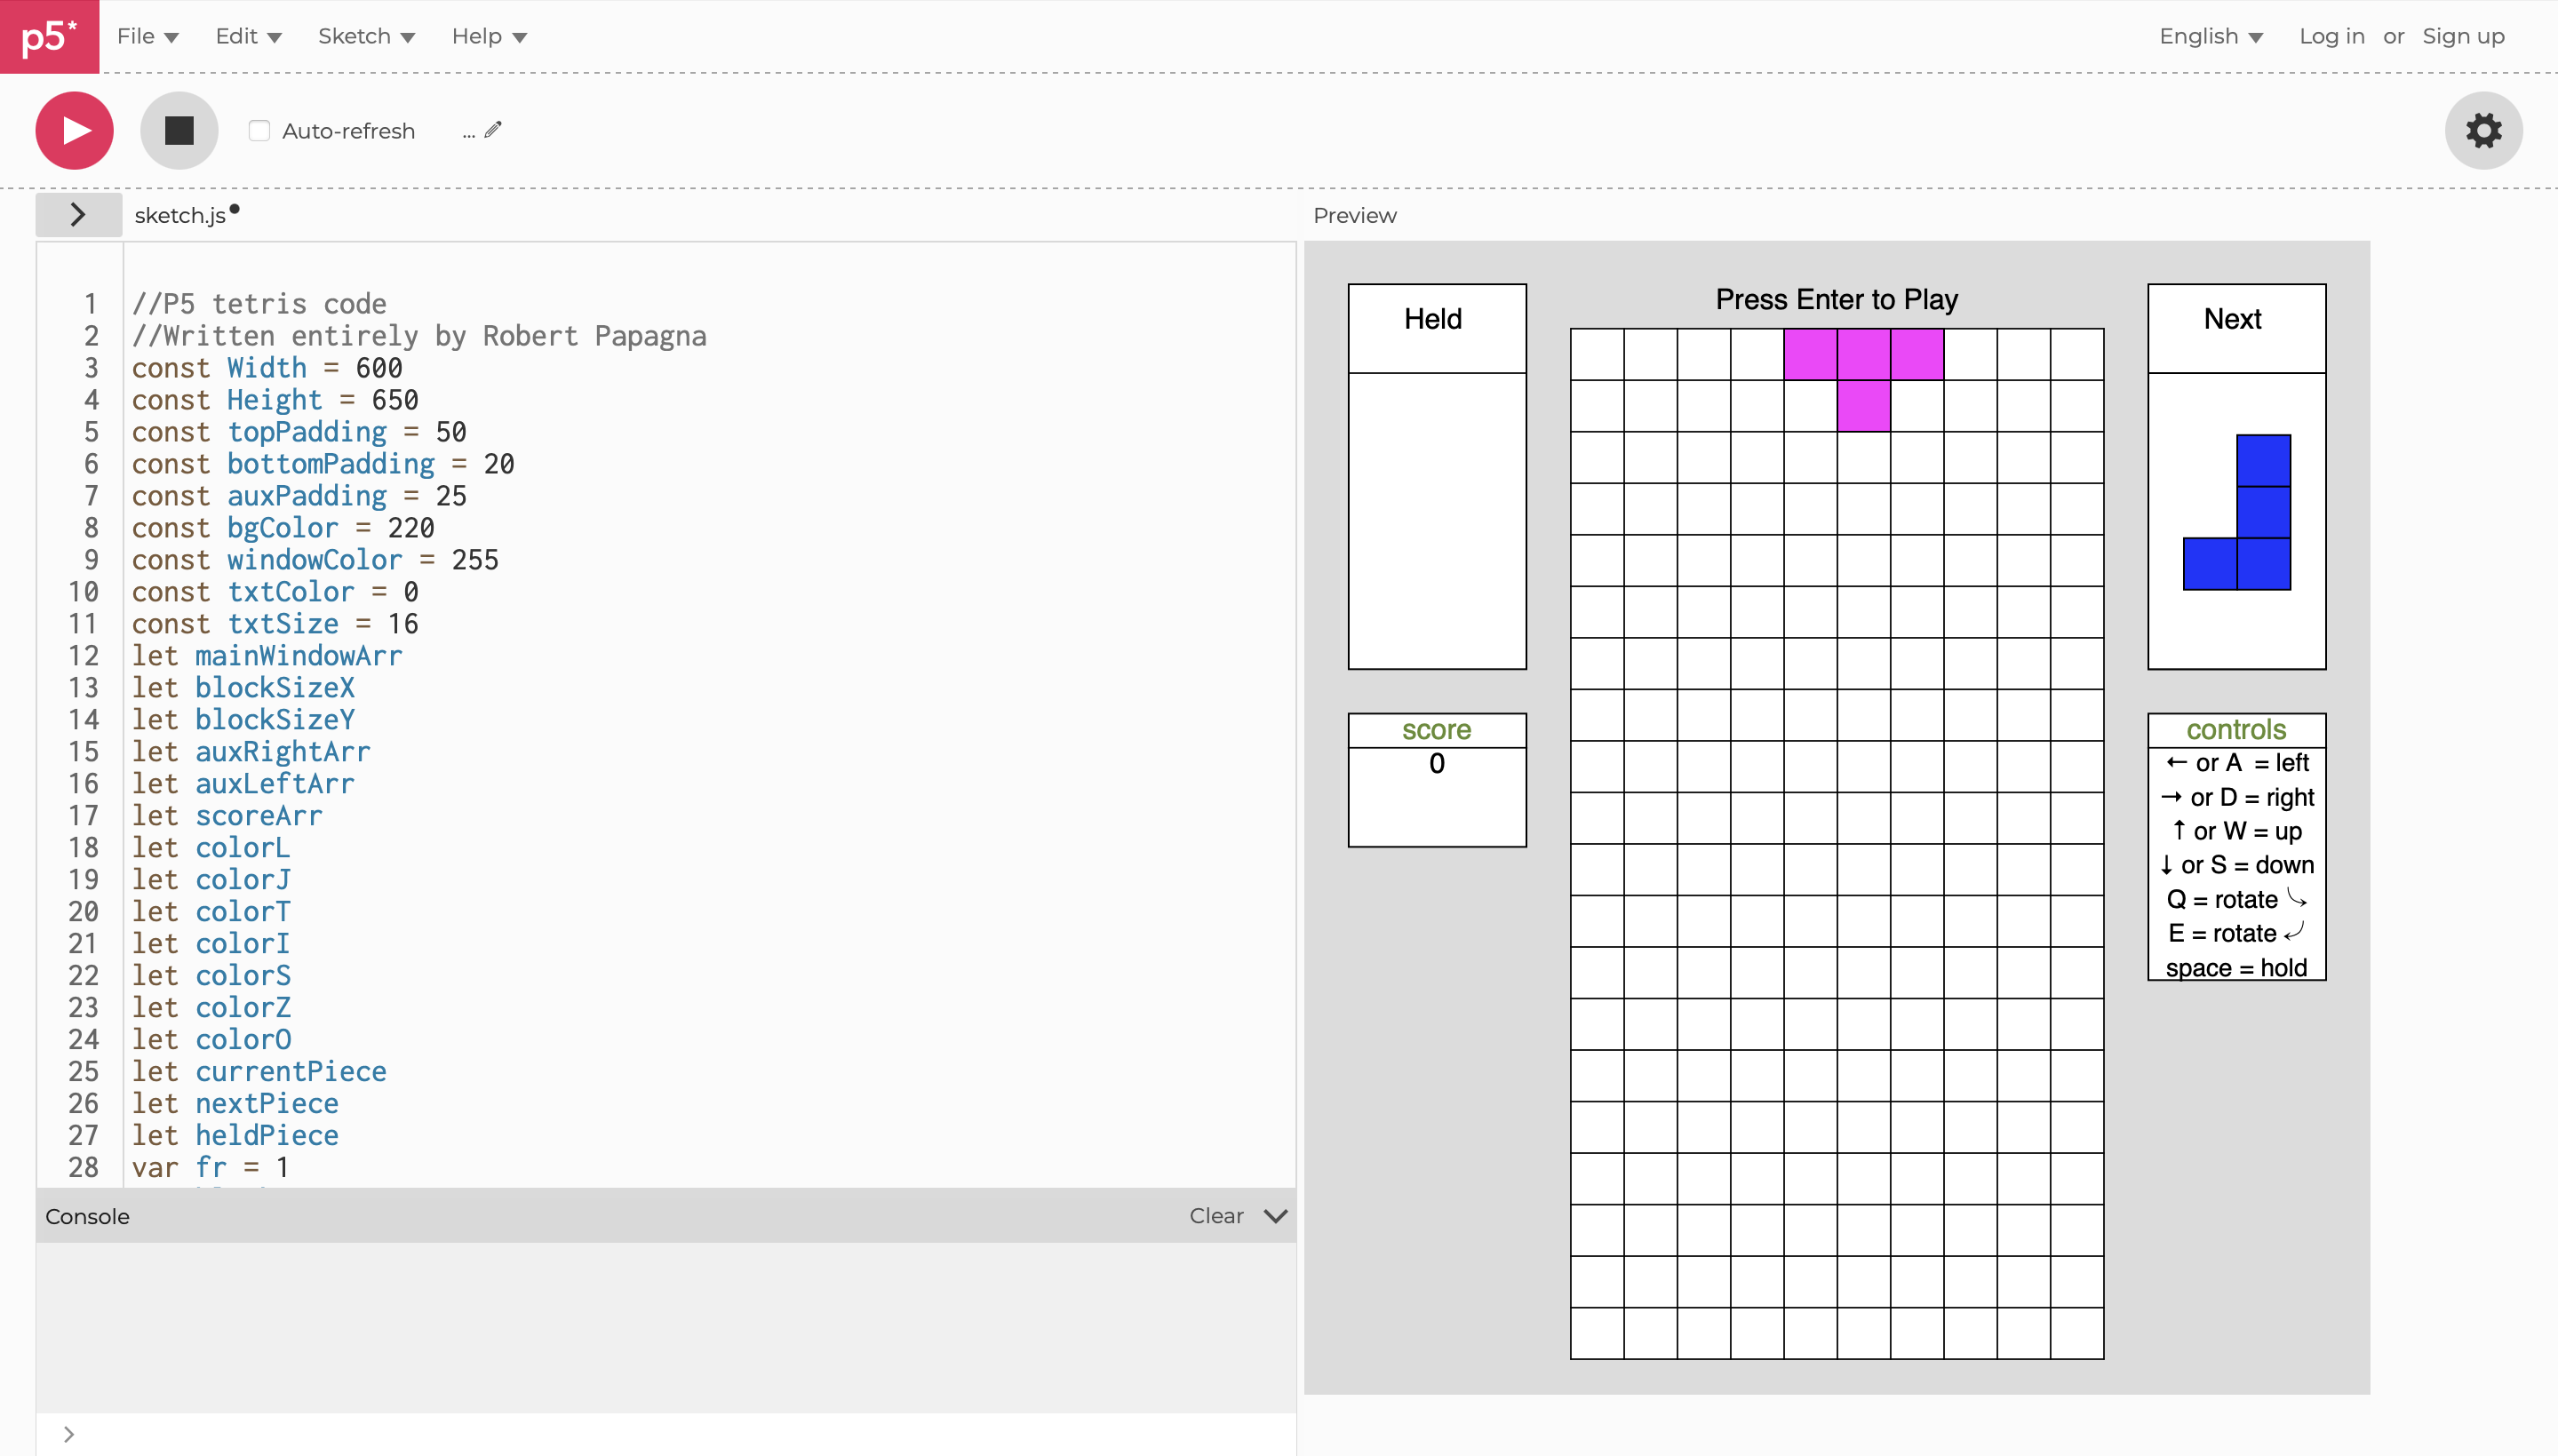 p5*
File Edit Sketch Help English Log in or Sign up
Auto-refresh ...
sketch.js
Preview
1 //P5 tetris code
2 //Written entirely by Robert Papagna
3 const Width = 600
4 const Height = 650
5 const topPadding = 50
6 const bottomPadding = 20
7 const auxPadding = 25
8 const bgColor = 220
9 const windowColor = 255
10 const txtColor = 0
11 const txtSize = 16
12 let mainWindowArr
13 let blockSizeX
14 let blockSizeY
15 let auxRightArr
16 let auxLeftArr
17 let scoreArr
18 let colorL
19 let colorJ
20 let colorT
21 let colorI
22 let colorS
23 let colorZ
24 let colorO
25 let currentPiece
26 let nextPiece
27 let heldPiece
28 var fr = 1
Console Clear
>
Held
Press Enter to Play
Next
score
0
controls
← or A = left
→ or D = right
↑ or W = up
↓ or S = down
Q = rotate ⤿
E = rotate ⤶
space = hold